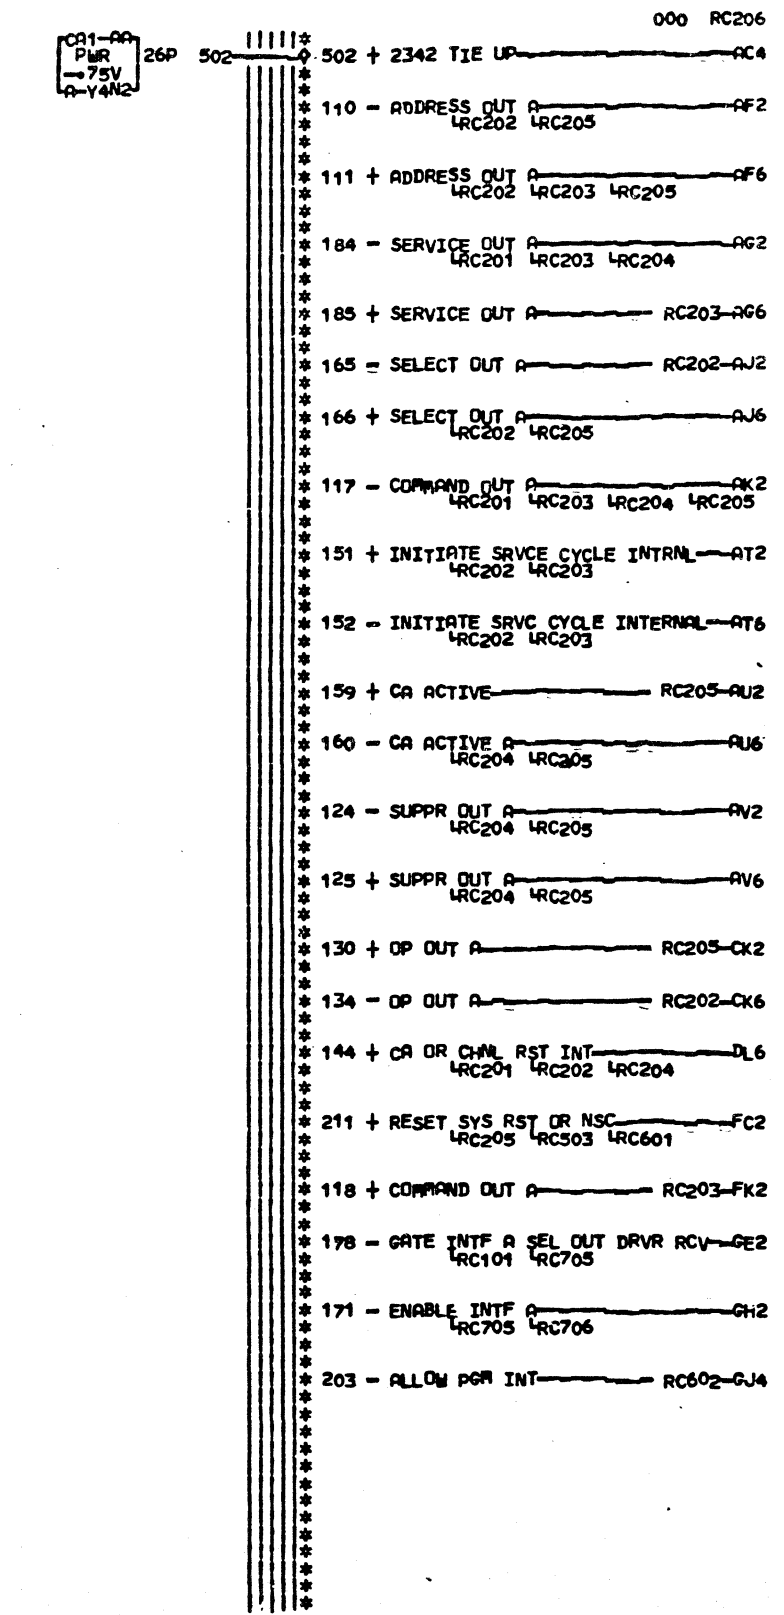 000 RC206
CA1-AA
PWR 26P 502 502 + 2342 TIE UP AC4
75V
A-Y4N2
110 - ADDRESS OUT A AF2
RC202 RC205
111 + ADDRESS OUT A AF6
RC202 RC203 RC205
184 - SERVICE OUT A AG2
RC201 RC203 RC204
185 + SERVICE OUT A RC203-AG6
165 - SELECT OUT A RC202-AJ2
166 + SELECT OUT A AJ6
RC202 RC205
117 - COMMAND OUT A AK2
RC201 RC203 RC204 RC205
151 + INITIATE SRVCE CYCLE INTRNL AT2
RC202 RC203
152 - INITIATE SRVC CYCLE INTERNAL AT6
RC202 RC203
159 + CA ACTIVE RC205-AU2
160 - CA ACTIVE A AU6
RC204 RC205
124 - SUPPR OUT A AV2
RC204 RC205
125 + SUPPR OUT A AV6
RC204 RC205
130 + OP OUT A RC205-CK2
134 - OP OUT A RC202-CK6
144 + CA OR CHNL RST INT DL6
RC201 RC202 RC204
211 + RESET SYS RST OR NSC FC2
RC205 RC503 RC601
118 + COMMAND OUT A RC203-FK2
178 - GATE INTF A SEL OUT DRVR RCV GE2
RC101 RC705
171 - ENABLE INTF A GH2
RC705 RC706
203 - ALLOW PGM INT RC602-GJ4